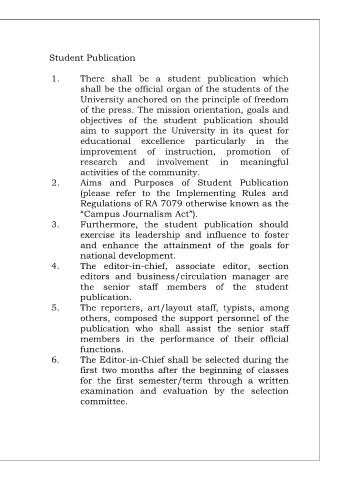 Student Publication
1. There shall be a student publication which
shall be the official organ of the students of the
University anchored on the principle of freedom
of the press. The mission orientation, goals and
objectives of the student publication should
aim to support the University in its quest for
educational excellence particularly in the
improvement of instruction, promotion of
research and involvement in meaningful
activities of the community.
2. Aims and Purposes of Student Publication
(please refer to the Implementing Rules and
Regulations of RA 7079 otherwise known as the
“Campus Journalism Act”).
3. Furthermore, the student publication should
exercise its leadership and influence to foster
and enhance the attainment of the goals for
national development.
4. The editor-in-chief, associate editor, section
editors and business/circulation manager are
the senior staff members of the student
publication.
5. The reporters, art/layout staff, typists, among
others, composed the support personnel of the
publication who shall assist the senior staff
members in the performance of their official
functions.
6. The Editor-in-Chief shall be selected during the
first two months after the beginning of classes
for the first semester/term through a written
examination and evaluation by the selection
committee.